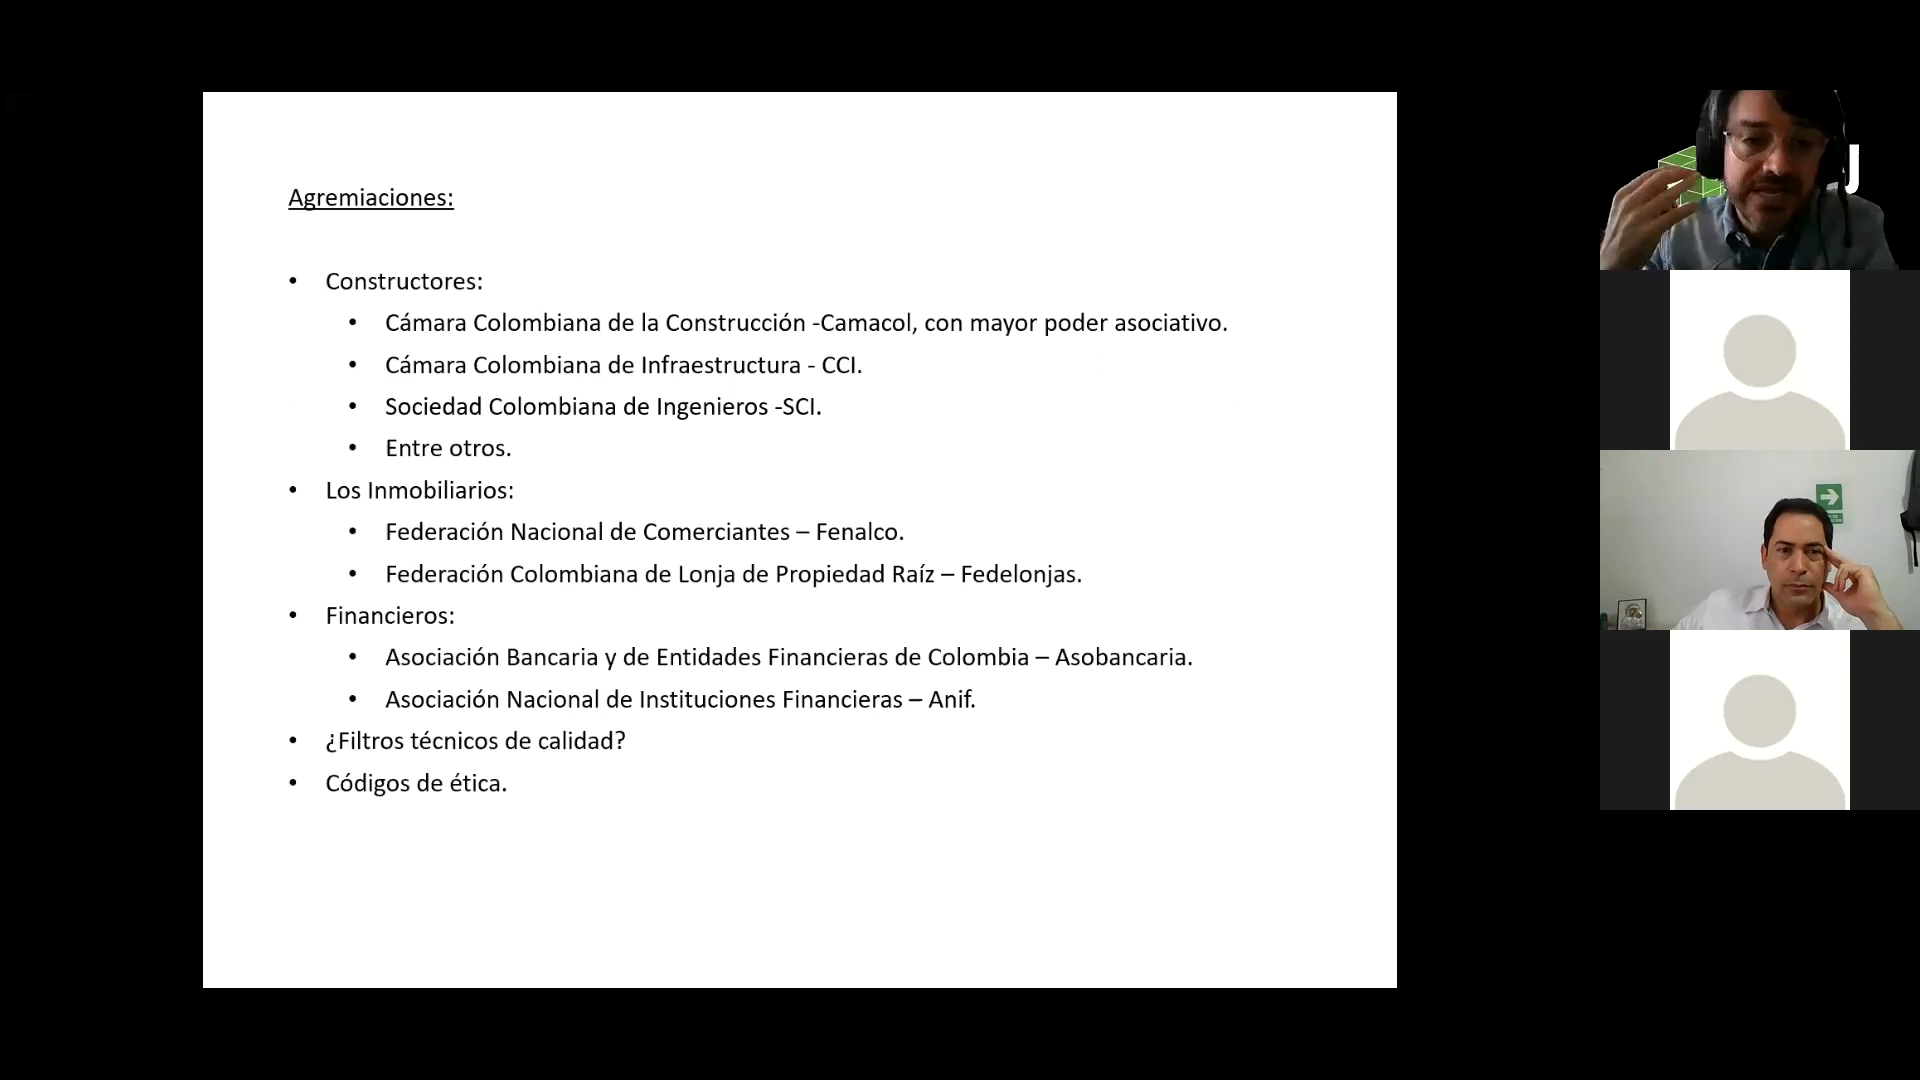 Agremiaciones:
• Constructores:
• Cámara Colombiana de la Construcción -Camacol, con mayor poder asociativo.
• Cámara Colombiana de Infraestructura - CCI.
• Sociedad Colombiana de Ingenieros -SCI.
• Entre otros.
• Los Inmobiliarios:
• Federación Nacional de Comerciantes – Fenalco.
• Federación Colombiana de Lonja de Propiedad Raíz – Fedelonjas.
• Financieros:
• Asociación Bancaria y de Entidades Financieras de Colombia – Asobancaria.
• Asociación Nacional de Instituciones Financieras – Anif.
• ¿Filtros técnicos de calidad?
• Códigos de ética.
J